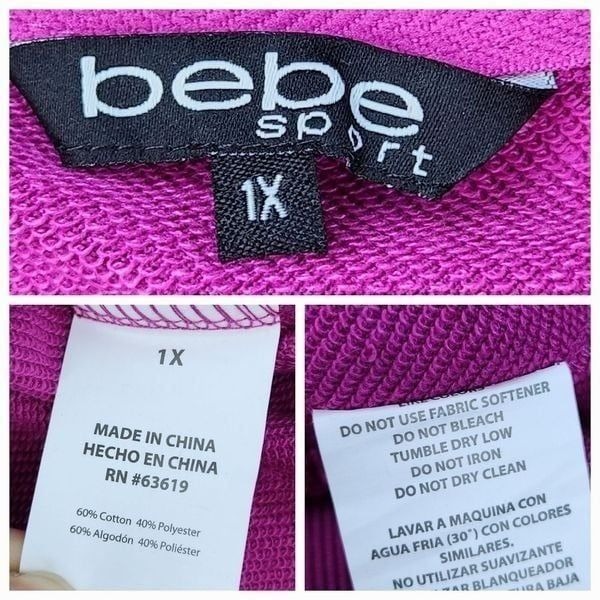 bebe
sport
1X
1X
MADE IN CHINA
HECHO EN CHINA
RN #63619
60% Cotton 40% Polyester
60% Algodón 40% Poliéster
DO NOT USE FABRIC SOFTENER
DO NOT BLEACH
TUMBLE DRY LOW
DO NOT IRON
DO NOT DRY CLEAN
LAVAR A MAQUINA CON
AGUA FRIA (30°) CON COLORES
SIMILARES.
NO UTILIZAR SUAVIZANTE
BLANQUEADOR
BAJA